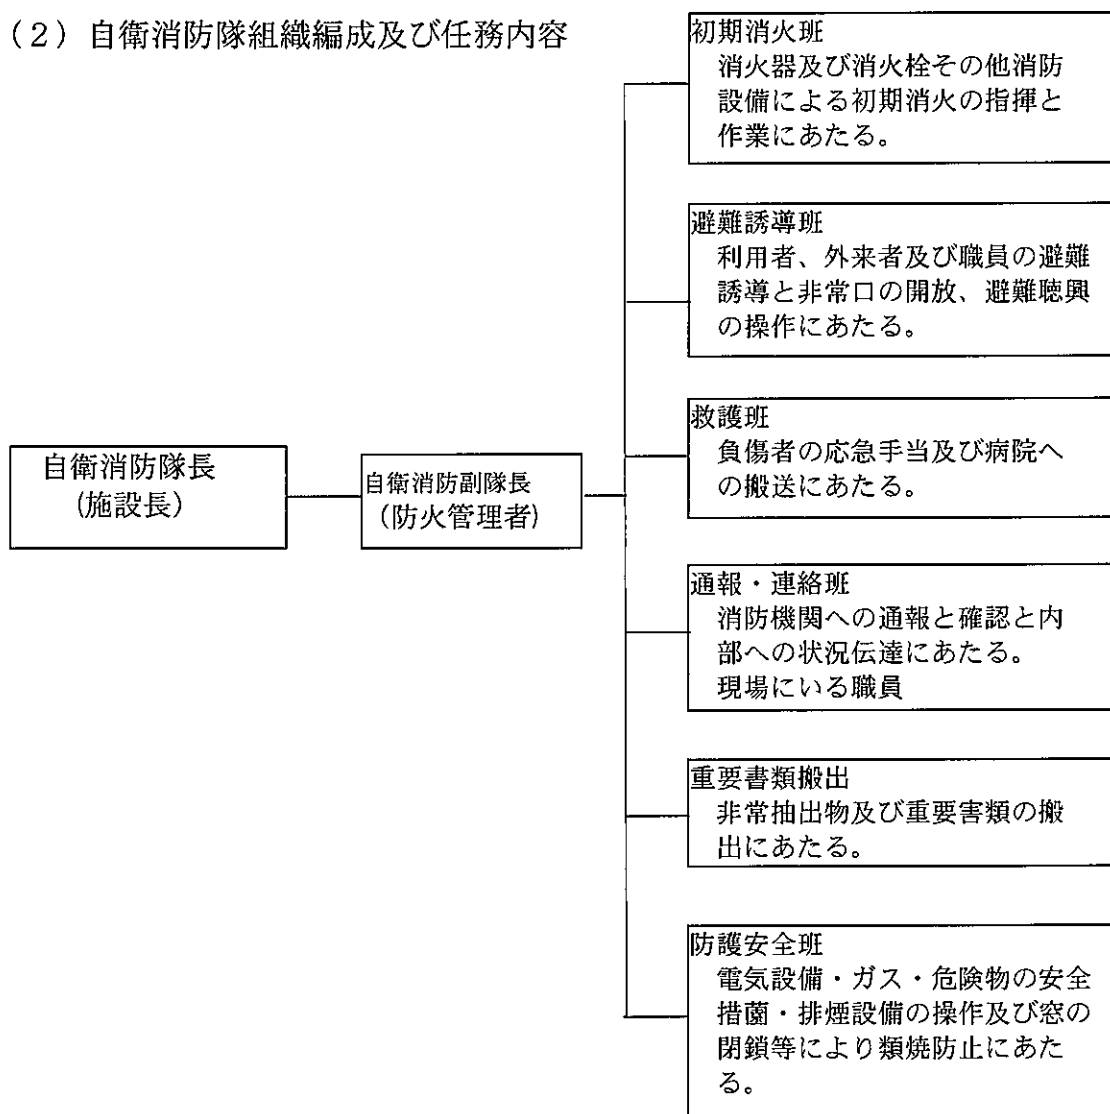 (2) 自衛消防隊組織編成及び任務内容
初期消火班
消火器及び消火栓その他消防
設備による初期消火の指揮と
作業にあたる。
避難誘導班
利用者、外来者及び職員の避難
誘導と非常口の開放、避難聴興
の操作にあたる。
救護班
負傷者の応急手当及び病院へ
の搬送にあたる。
自衛消防隊長
(施設長)
自衛消防副隊長
(防火管理者)
通報・連絡班
消防機関への通報と確認と内
部への状況伝達にあたる。
現場にいる職員
重要書類搬出
非常抽出物及び重要害類の搬
出にあたる。
防護安全班
電気設備・ガス・危険物の安全
措薗・排煙設備の操作及び窓の
閉鎖等により類焼防止にあた
る。